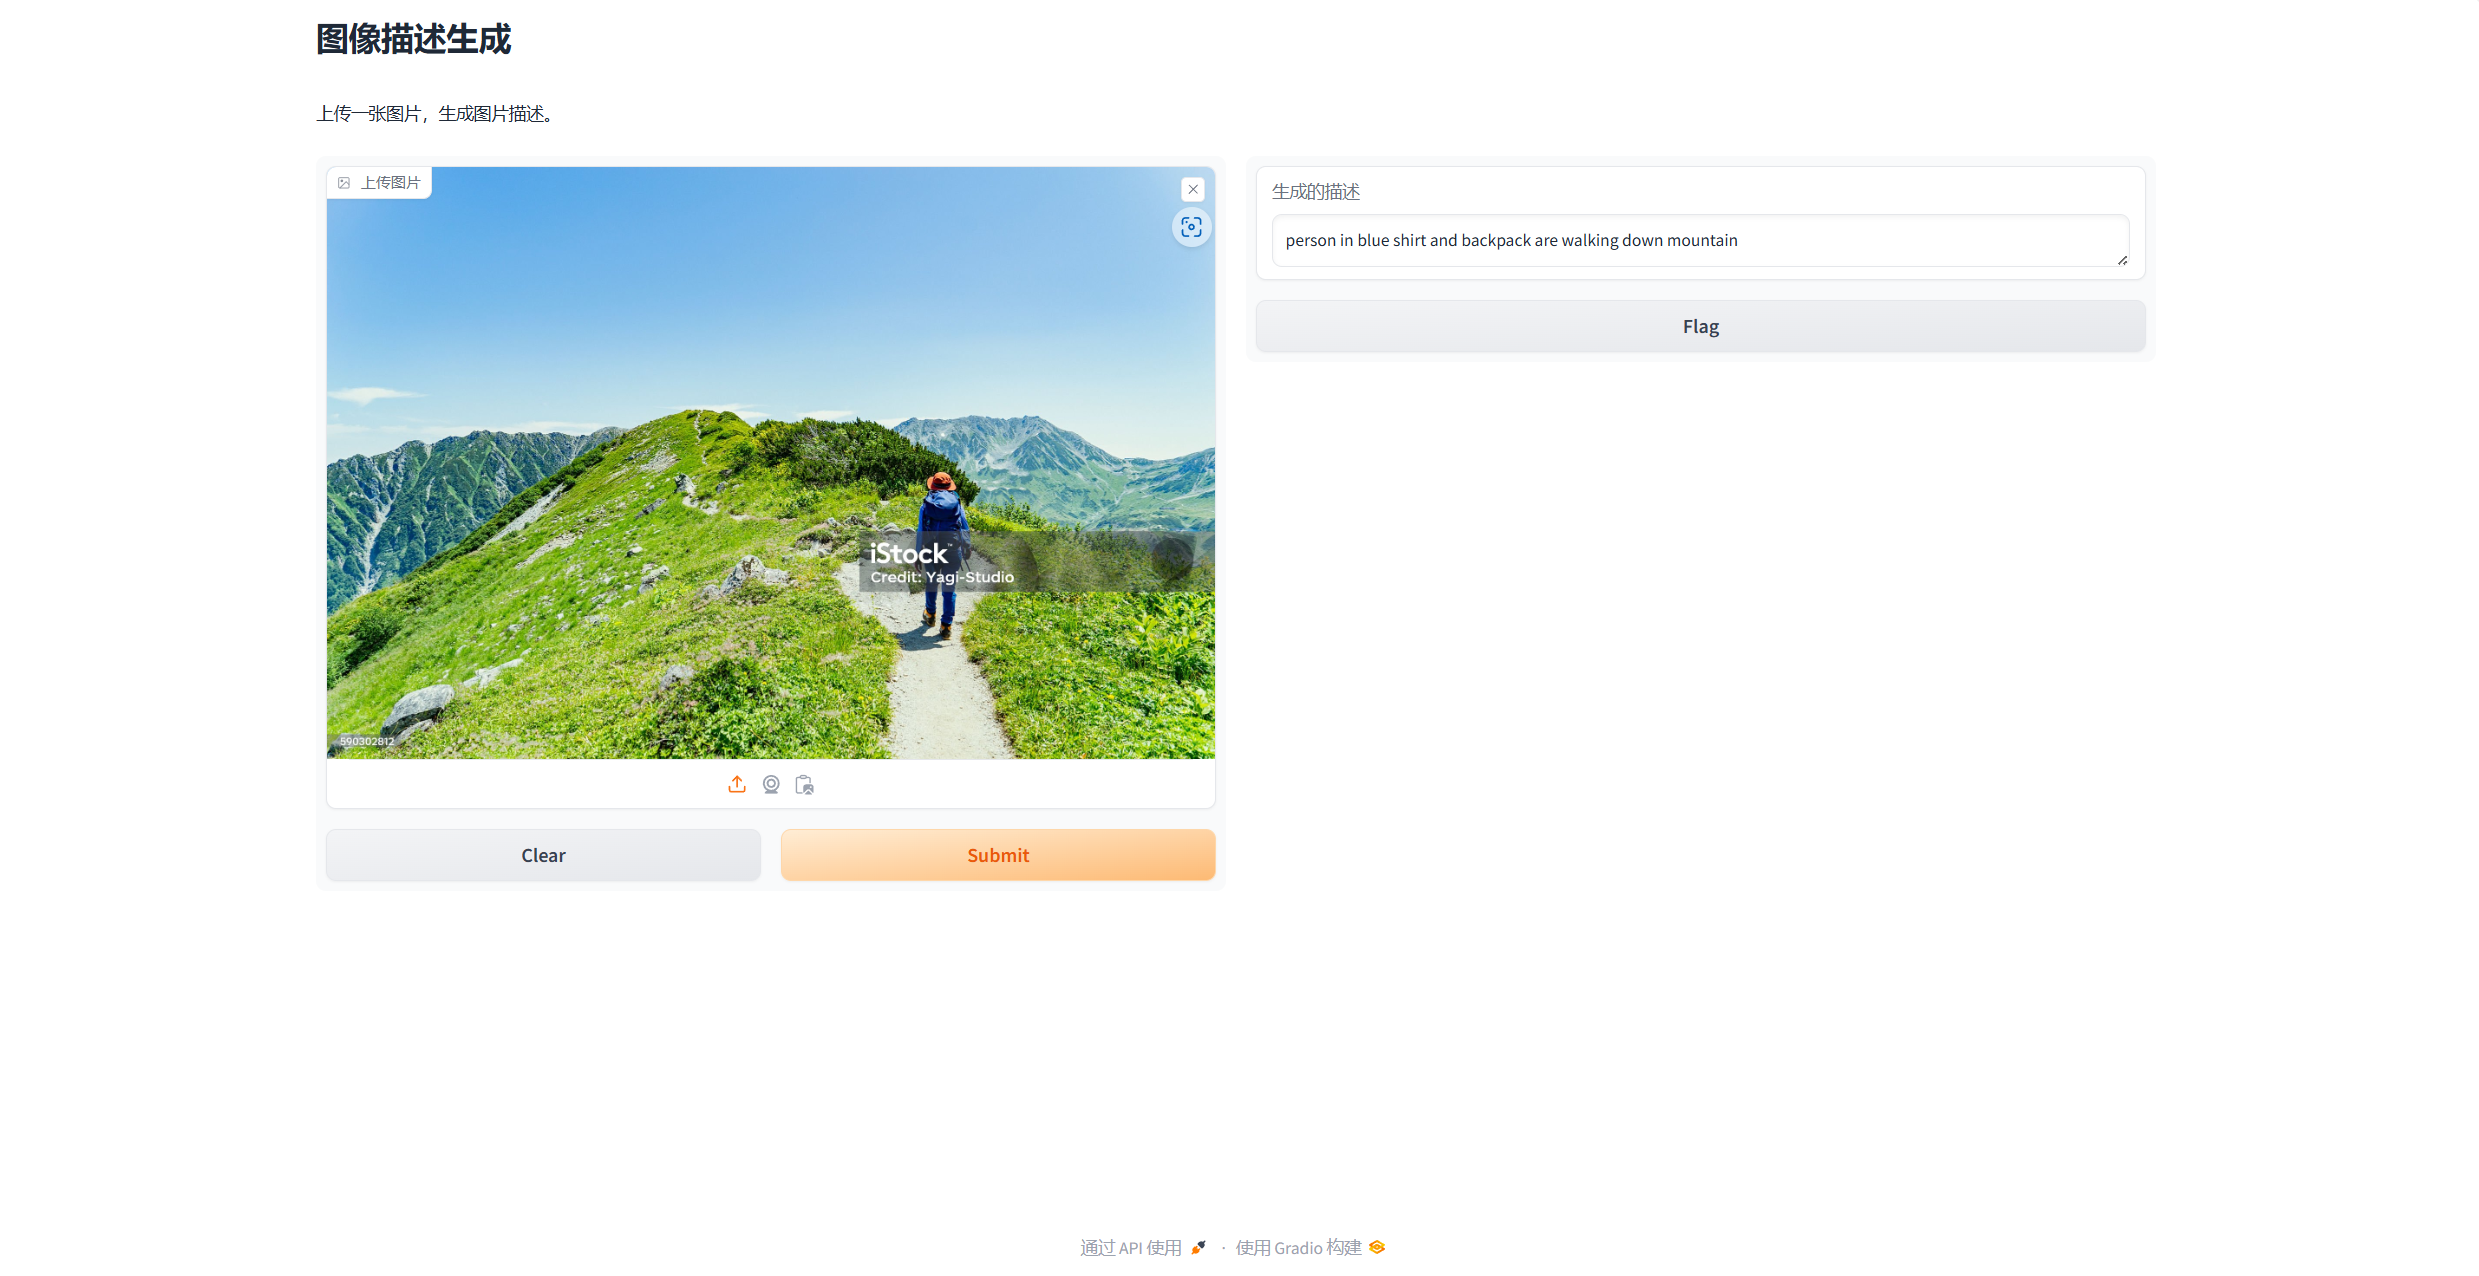 图像描述生成
上传一张图片，生成图片描述。
上传图片
iStock™
Credit: Yagi-Studio
590302812
Clear
Submit
生成的描述
person in blue shirt and backpack are walking down mountain
Flag
通过 API 使用 · 使用 Gradio 构建